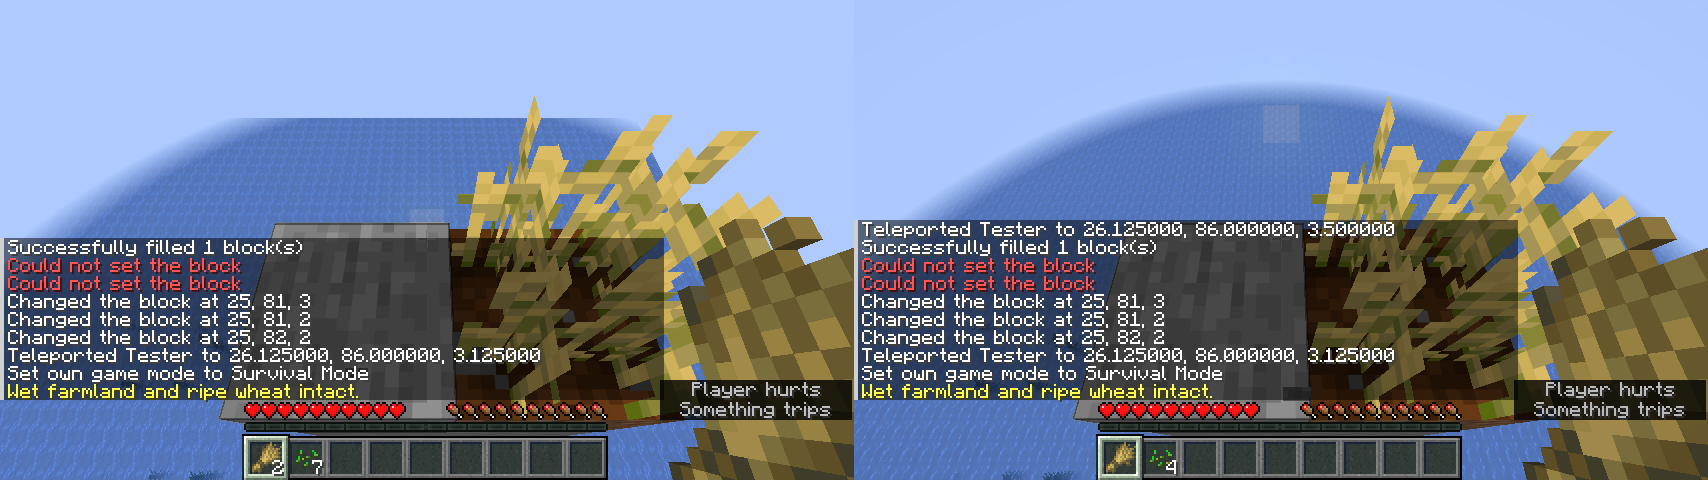 Successfully filled 1 block(s)
Could not set the block
Could not set the block
Changed the block at 25, 81, 3
Changed the block at 25, 81, 2
Changed the block at 25, 82, 2
Teleported Tester to 26.125000, 86.000000, 3.125000
Set own game mode to Survival Mode
Wet farmland and ripe wheat intact.
Player hurts
Something trips
2
7
Teleported Tester to 26.125000, 86.000000, 3.500000
Successfully filled 1 block(s)
Could not set the block
Could not set the block
Changed the block at 25, 81, 3
Changed the block at 25, 81, 2
Changed the block at 25, 82, 2
Teleported Tester to 26.125000, 86.000000, 3.125000
Set own game mode to Survival Mode
Wet farmland and ripe wheat intact.
Player hurts
Something trips
4